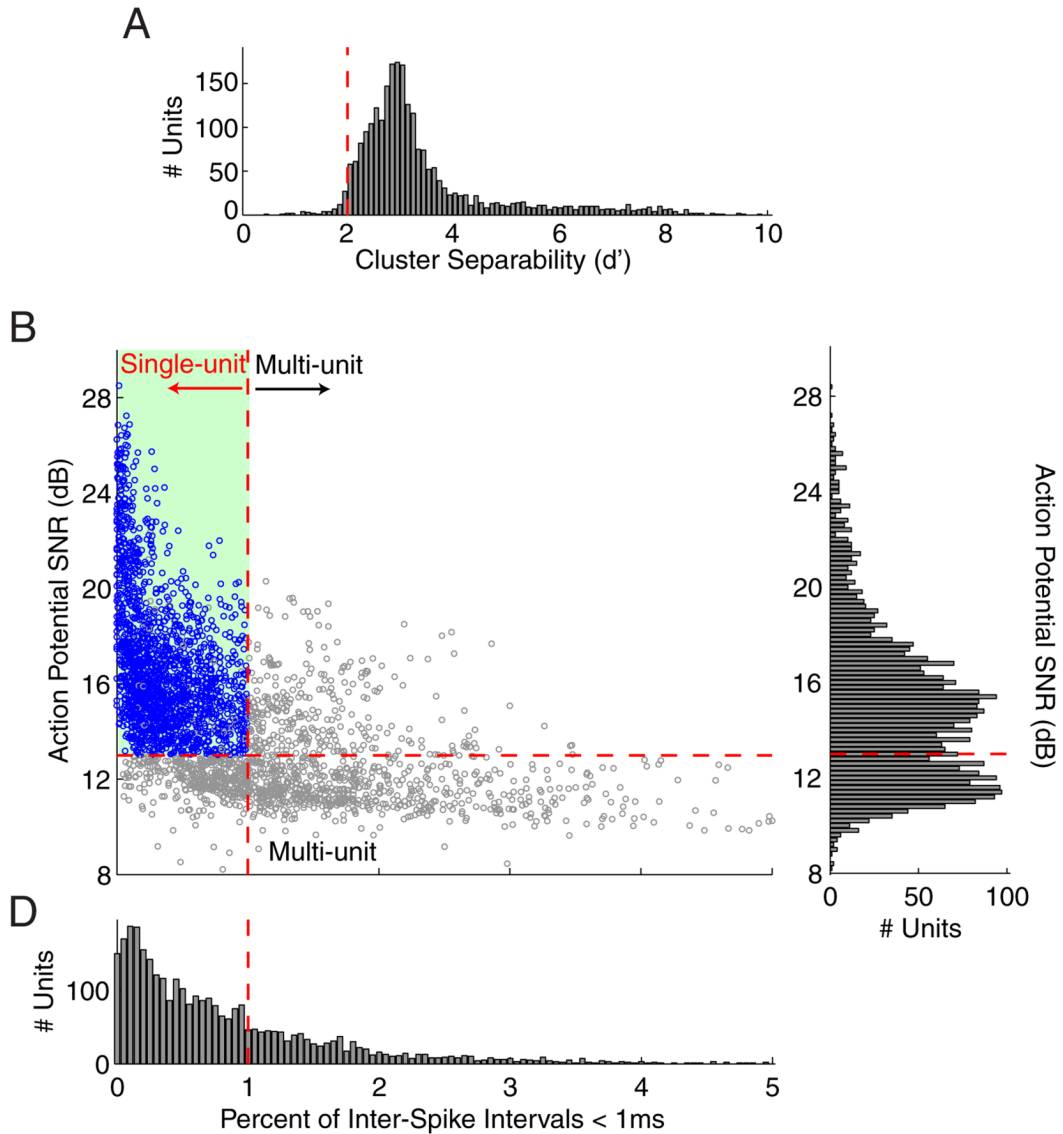 A
# Units
150
100
50
0
0 2 4 6 8 10
Cluster Separability (d’)
B
Single-unit Multi-unit
Action Potential SNR (dB)
28
24
20
16
12
8
Multi-unit
28
24
20
16
12
8
Action Potential SNR (dB)
0 50 100
# Units
D
# Units
100
0
0 1 2 3 4 5
Percent of Inter-Spike Intervals < 1ms